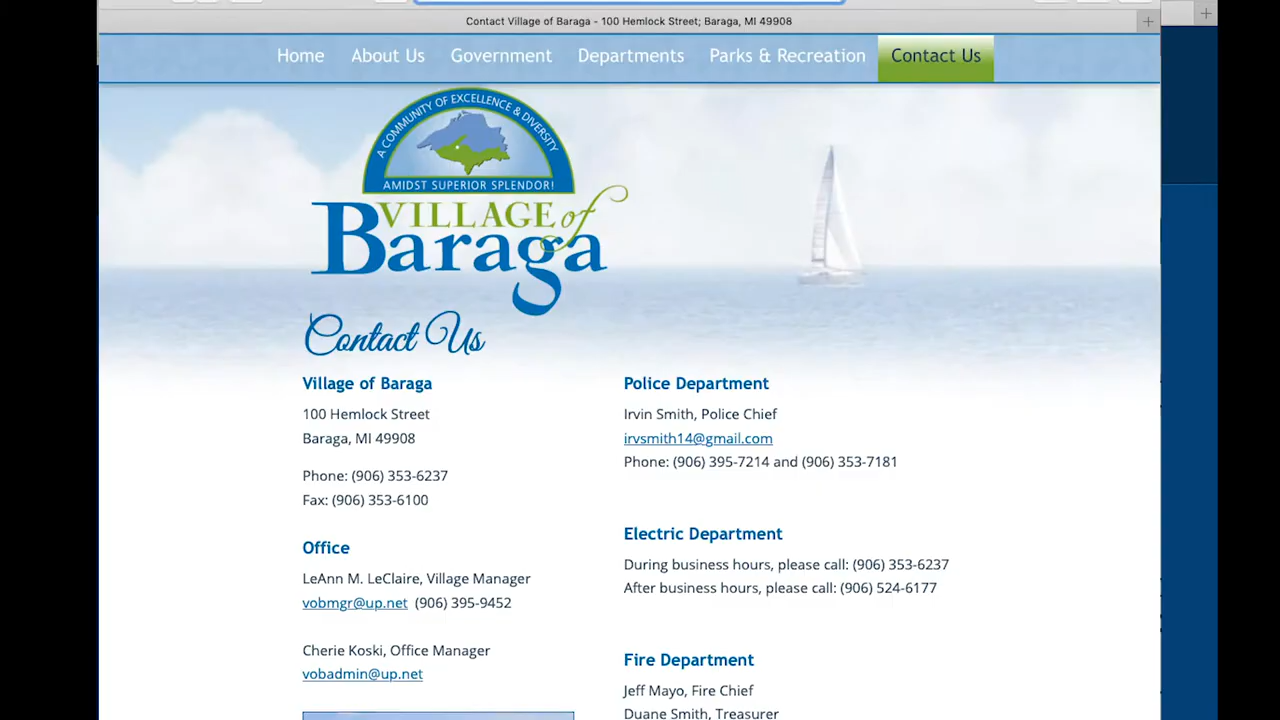 Contact Village of Baraga - 100 Hemlock Street; Baraga, MI 49908
Home About Us Government Departments Parks & Recreation Contact Us
A COMMUNITY OF EXCELLENCE & DIVERSITY
AMIDST SUPERIOR SPLENDOR!
VILLAGE of
Baraga
Contact Us
Village of Baraga
100 Hemlock Street
Baraga, MI 49908
Phone: (906) 353-6237
Fax: (906) 353-6100
Office
LeAnn M. LeClaire, Village Manager
vobmgr@up.net (906) 395-9452
Cherie Koski, Office Manager
vobadmin@up.net
Police Department
Irvin Smith, Police Chief
irvsmith14@gmail.com
Phone: (906) 395-7214 and (906) 353-7181
Electric Department
During business hours, please call: (906) 353-6237
After business hours, please call: (906) 524-6177
Fire Department
Jeff Mayo, Fire Chief
Duane Smith, Treasurer